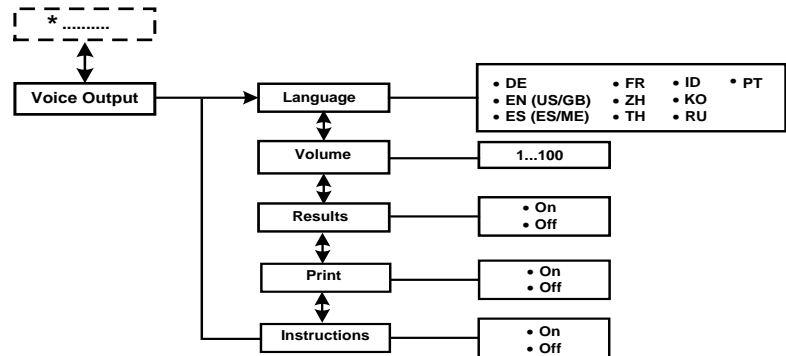 * ..........
Voice Output
Language
• DE
• EN (US/GB)
• ES (ES/ME)
• FR
• ZH
• TH
• ID
• KO
• RU
• PT
Volume
1...100
Results
• On
• Off
Print
• On
• Off
Instructions
• On
• Off